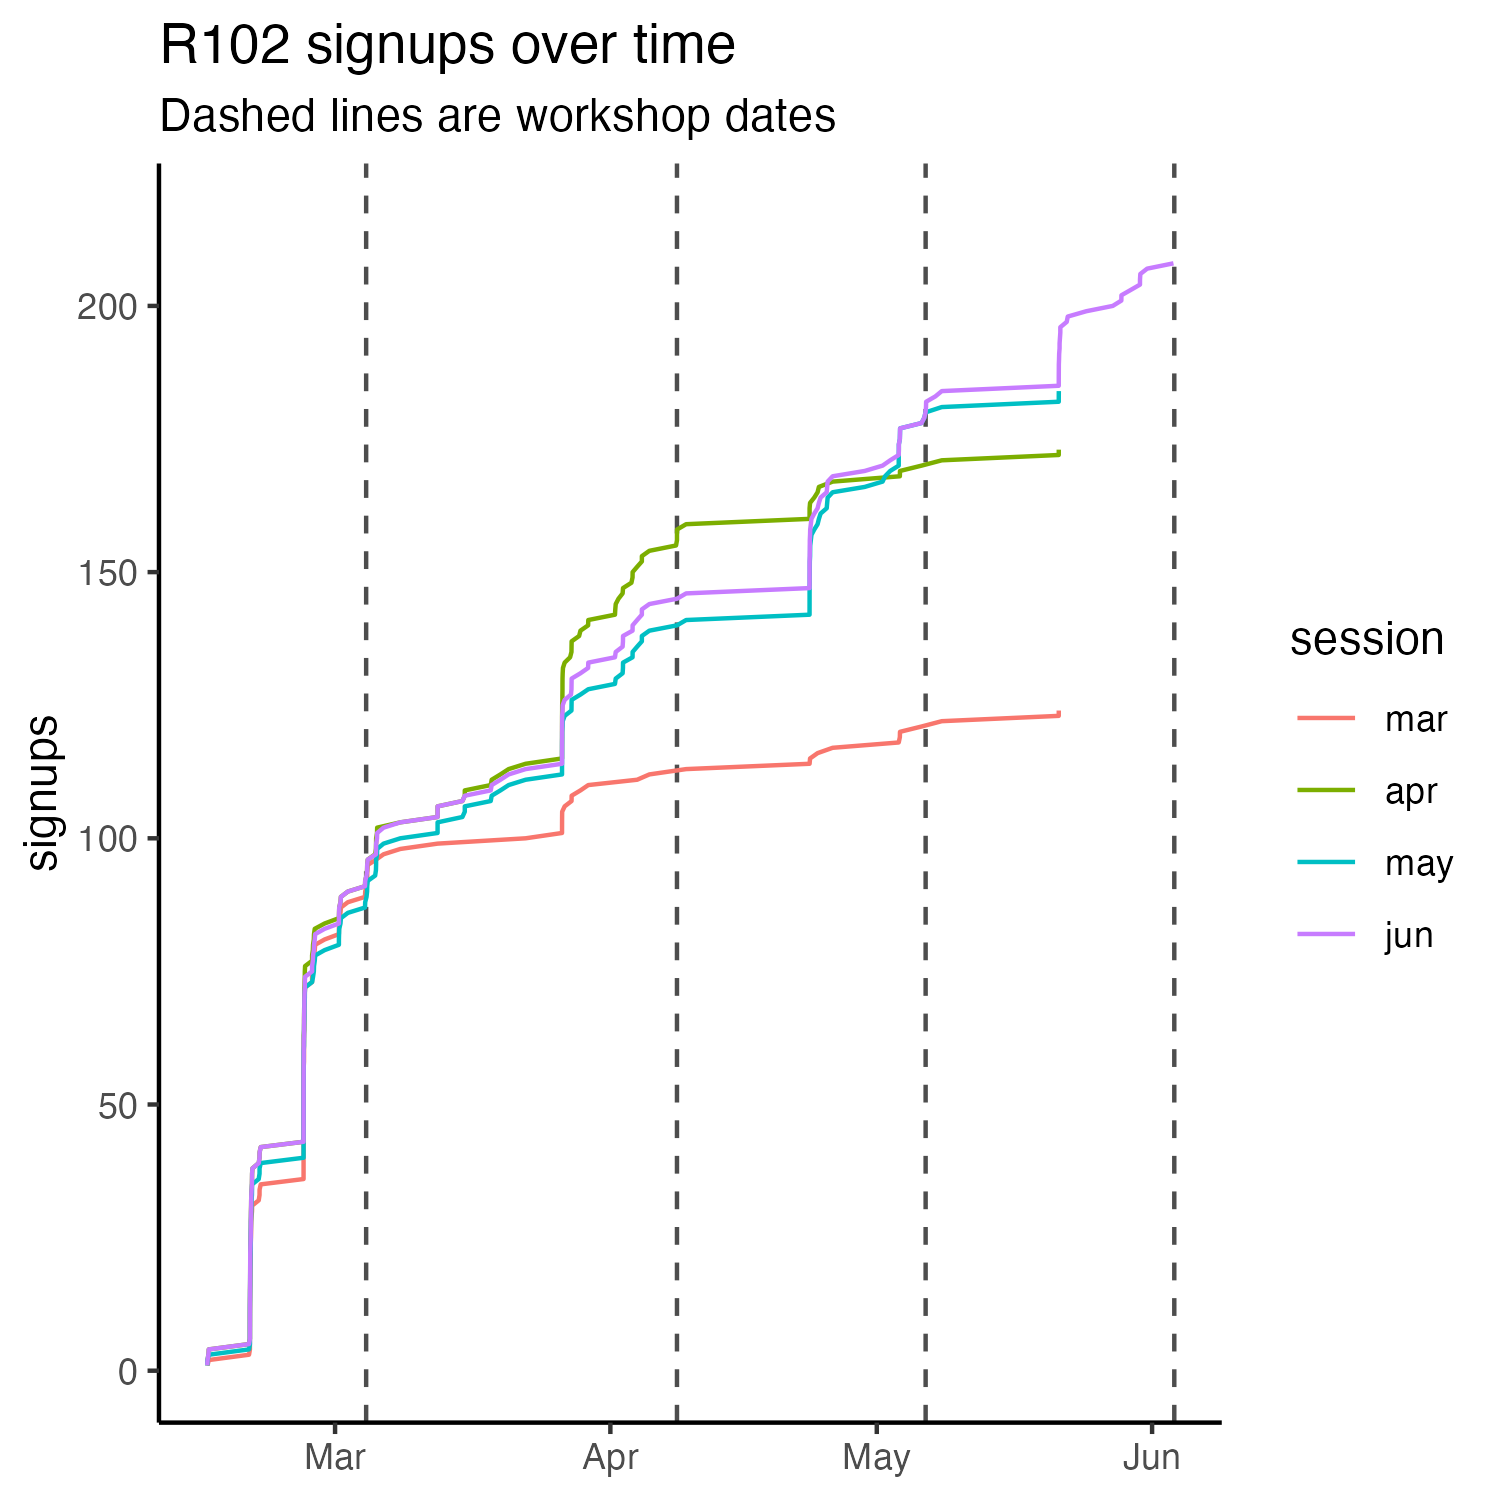 R102 signups over time
Dashed lines are workshop dates
signups
200
150
100
50
0
Mar
Apr
May
Jun
session
mar
apr
may
jun